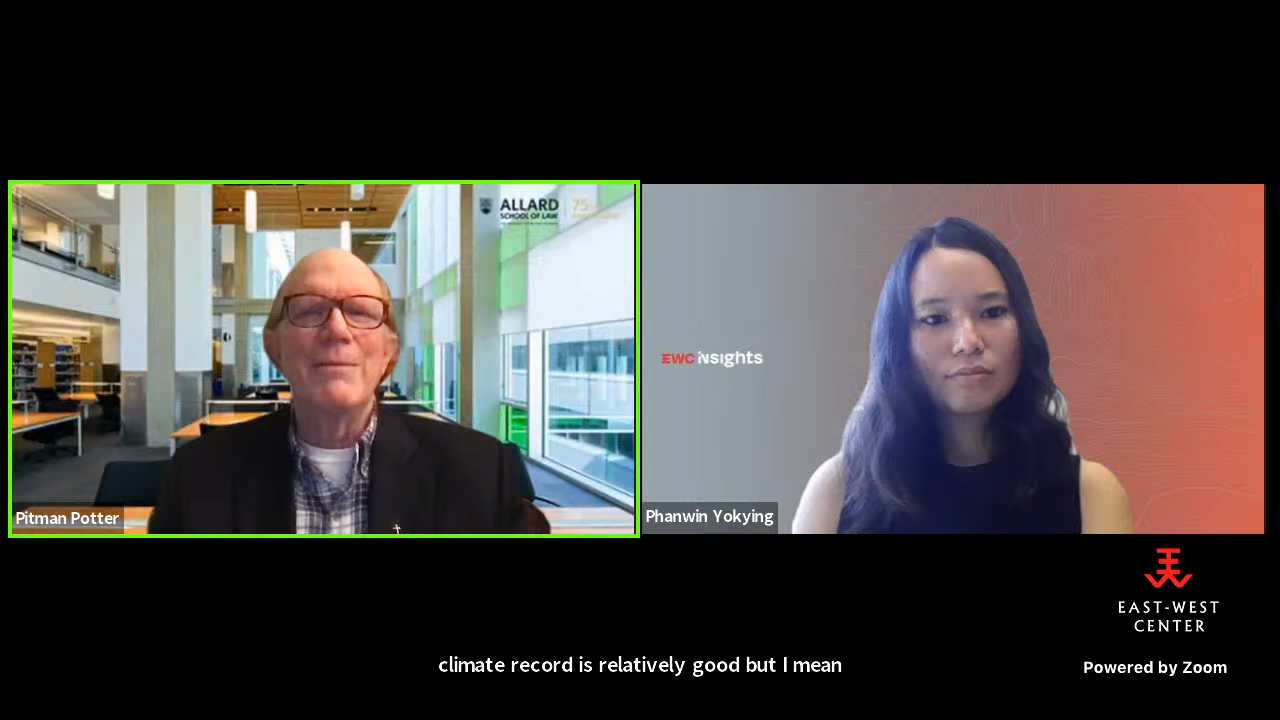 ALLARD
SCHOOL OF LAW
75
Pitman Potter
EWC insights
Phanwin Yokying
EAST-WEST
CENTER
climate record is relatively good but I mean
Powered by Zoom